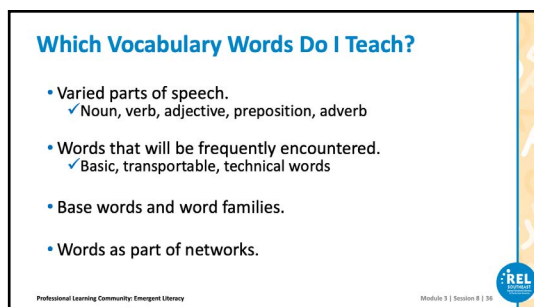 Which Vocabulary Words Do I Teach?
• Varied parts of speech.
✓Noun, verb, adjective, preposition, adverb
• Words that will be frequently encountered.
✓Basic, transportable, technical words
• Base words and word families.
• Words as part of networks.
Professional Learning Community: Emergent Literacy
Module 3 | Session 8 | 36
REL
SOUTHEAST